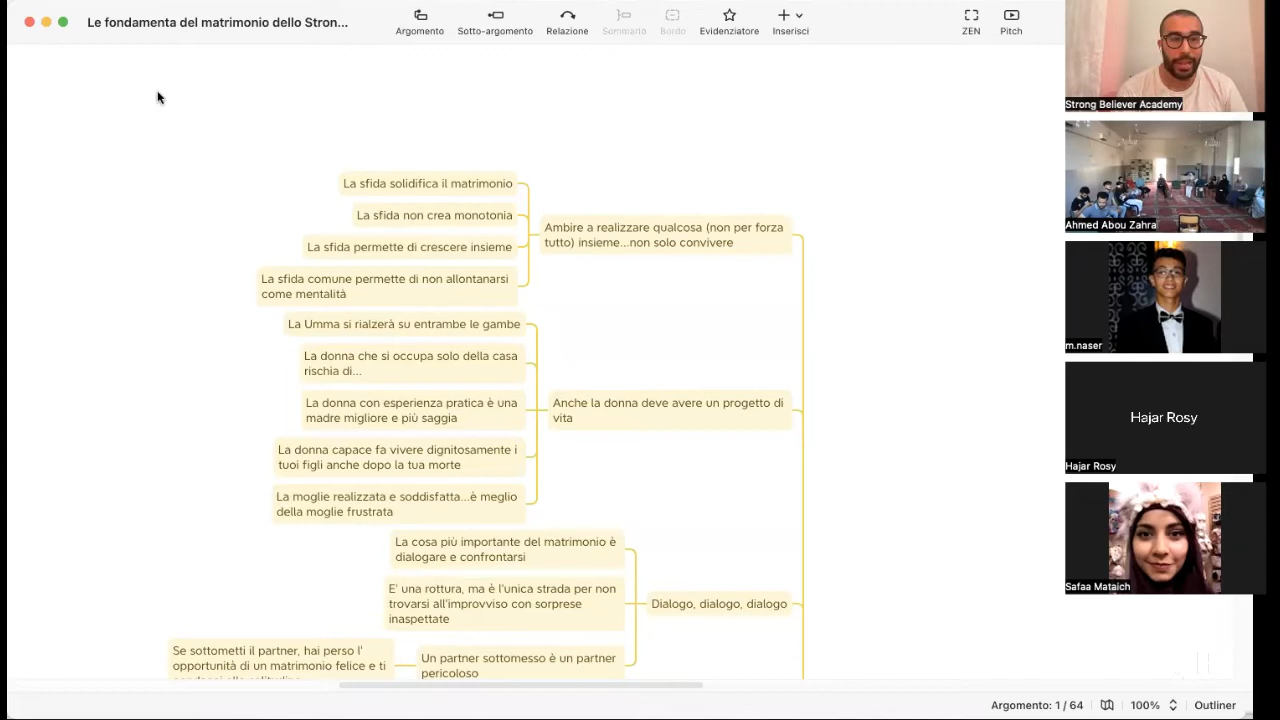 Le fondamenta del matrimonio dello Stron...
Argomento
Sotto-argomento
Relazione
Sommario
Bordo
Evidenziatore
Inserisci
ZEN
Pitch
La sfida solidifica il matrimonio
La sfida non crea monotonia
La sfida permette di crescere insieme
La sfida comune permette di non allontanarsi
come mentalità
Ambire a realizzare qualcosa (non per forza
tutto) insieme...non solo convivere
La Umma si rialzerà su entrambe le gambe
La donna che si occupa solo della casa
rischia di...
La donna con esperienza pratica è una
madre migliore e più saggia
La donna capace fa vivere dignitosamente i
tuoi figli anche dopo la tua morte
La moglie realizzata e soddisfatta...è meglio
della moglie frustrata
Anche la donna deve avere un progetto di
vita
La cosa più importante del matrimonio è
dialogare e confrontarsi
E' una rottura, ma è l'unica strada per non
trovarsi all'improvviso con sorprese
inaspettate
Dialogo, dialogo, dialogo
Se sottometti il partner, hai perso l'
opportunità di un matrimonio felice e ti
Un partner sottomesso è un partner
pericoloso
Strong Believer Academy
Ahmed Abou Zahra
m.naser
Hajar Rosy
Hajar Rosy
Safaa Mataich
Argomento: 1 / 64
100%
Outliner